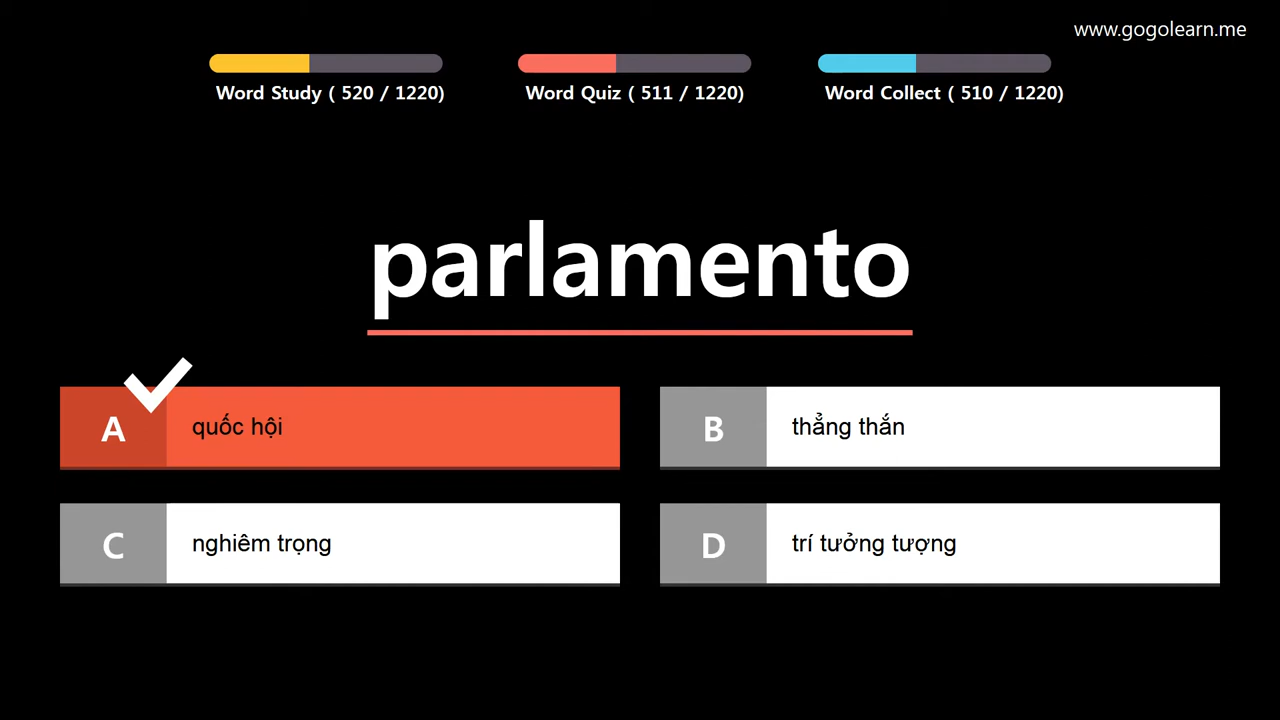 www.gogolearn.me
Word Study ( 520 / 1220)
Word Quiz ( 511 / 1220)
Word Collect ( 510 / 1220)
parlamento
A quốc hội
B thẳng thắn
C nghiêm trọng
D trí tưởng tượng